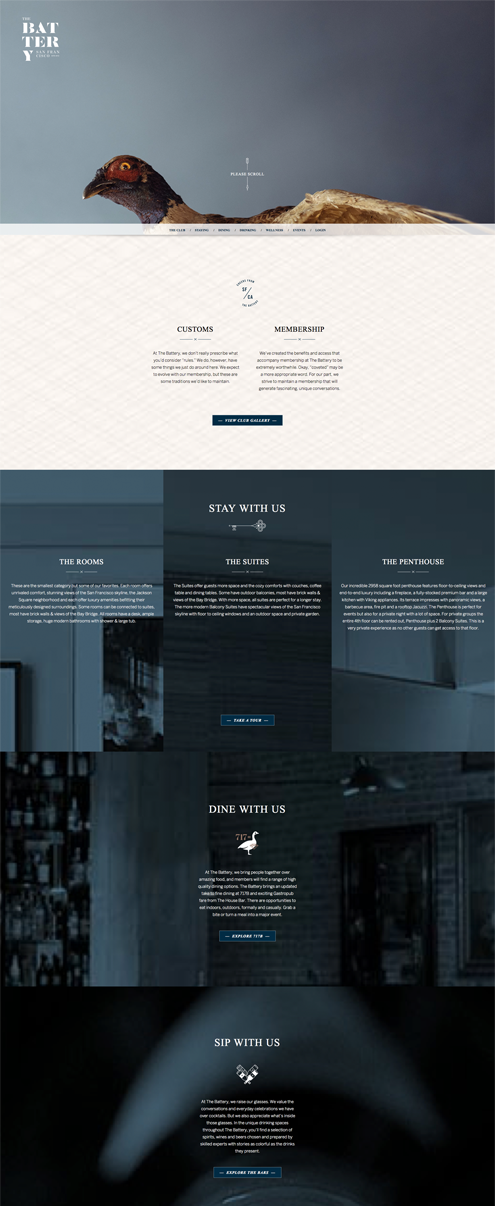 THE
BAT
TER
Y SAN FRAN
CISCO
PLEASE SCROLL
THE CLUB / STAYING / DINING / DRINKING / WELLNESS / EVENTS / LOGIN
SF
CA
THE BATTERY
CUSTOMS
At The Battery, we don't really prescribe what
you'd consider "rules." We do, however, have
some things we just do around here. We expect
to evolve with our membership, but these are
some traditions we'd like to maintain.
MEMBERSHIP
We've created the benefits and access that
accompany membership at The Battery to be
extremely worthwhile. Okay, "coveted" may be
a more appropriate word. For our part, we
strive to maintain a membership that will
generate fascinating, unique conversations.
— VIEW CLUB GALLERY —
STAY WITH US
THE ROOMS
These are the smallest category but some of our favorites. Each room offers
unrivaled comfort, stunning views of the San Francisco skyline, the Jackson
Square neighborhood and each offer luxury amenities befitting their
meticulously designed surroundings. Some rooms can be connected to suites,
most have brick walls & views of the Bay Bridge. All rooms have a desk, ample
storage, huge modern bathrooms with shower & large tub.
THE SUITES
The Suites offer guests more space and the cozy comforts with couches, coffee
table and dining tables. Some have outdoor balconies, most have brick walls &
views of the Bay Bridge. With more space, all suites are perfect for a longer stay.
The more modern Balcony Suites have spectacular views of the San Francisco
skyline with floor to ceiling windows and an outdoor space and private garden.
THE PENTHOUSE
Our incredible 2958 square foot penthouse features floor-to-ceiling views and
end-to-end luxury including a fireplace, a fully-stocked premium bar and a large
kitchen with Viking appliances. Its terrace impresses with panoramic views, a
barbecue area, fire pit and a rooftop Jacuzzi. The Penthouse is perfect for
events but also for a private night with a lot of space. For private groups the
entire 4th floor can be rented out, Penthouse plus 2 Balcony Suites. This is a
very private experience as no other guests can get access to that floor.
— TAKE A TOUR —
DINE WITH US
717
At The Battery, we bring people together over
amazing food, and members will find a range of high
quality dining options. The Battery brings an updated
take to fine dining at 717B and exciting Gastropub
fare from The House Bar. There are opportunities to
eat indoors, outdoors, formally and casually. Grab a
bite or turn a meal into a major event.
— EXPLORE 717B —
SIP WITH US
At The Battery, we raise our glasses. We value the
conversations and everyday celebrations we have
over cocktails. But we also appreciate what's inside
those glasses. In the unique drinking spaces
throughout The Battery, you'll find a selection of
spirits, wines and beers chosen and prepared by
skilled experts with stories as colorful as the drinks
they present.
— EXPLORE THE BARS —